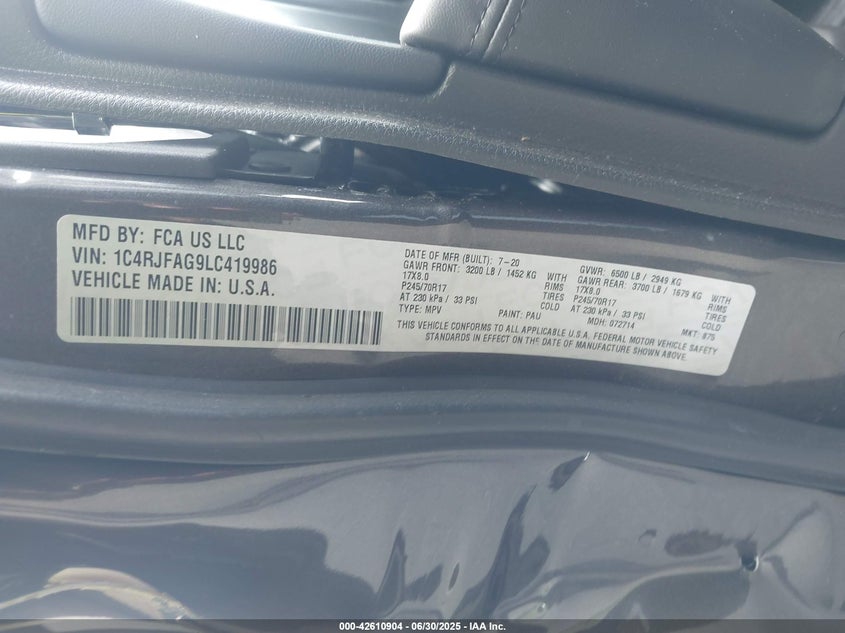 MFD BY: FCA US LLC
VIN: 1C4RJFAG9LC419986
VEHICLE MADE IN: U.S.A.
DATE OF MFR (BUILT): 7-20 GVWR: 6500 LB / 2949 KG
GAWR FRONT: 3200 LB / 1452 KG GAWR REAR: 3700 LB / 1679 KG
17X8.0 RIMS 17X8.0 RIMS
P245/70R17 TIRES P245/70R17 TIRES
AT 230 kPa / 33 PSI COLD AT 230 kPa / 33 PSI COLD
TYPE: MPV PAINT: PAU MDH: 072714 MKT: 875
THIS VEHICLE CONFORMS TO ALL APPLICABLE U.S.A. FEDERAL MOTOR VEHICLE SAFETY
STANDARDS IN EFFECT ON THE DATE OF MANUFACTURE SHOWN ABOVE.
000-42610904 - 06/30/2025 - IAA Inc.